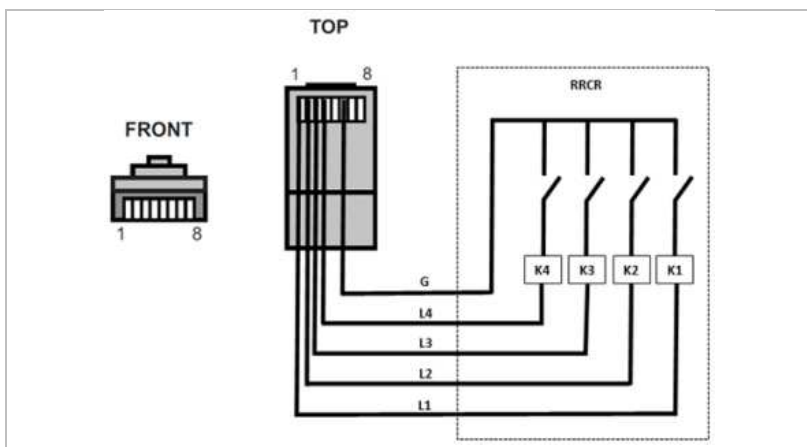 TOP
1 8
RRCR
FRONT
1 8
K4 K3 K2 K1
G
L4
L3
L2
L1